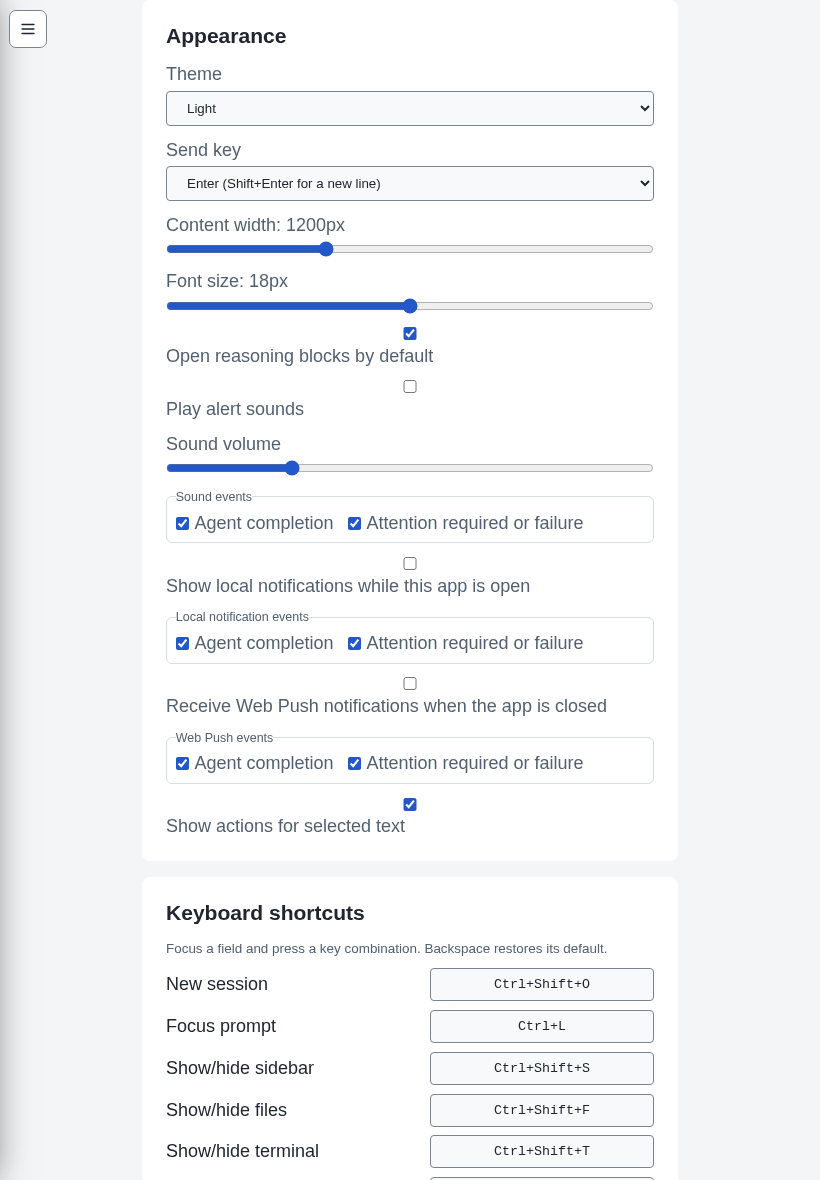 Appearance
Theme
Light
Send key
Enter (Shift+Enter for a new line)
Content width: 1200px
Font size: 18px
Open reasoning blocks by default
Play alert sounds
Sound volume
Sound events
Agent completion Attention required or failure
Show local notifications while this app is open
Local notification events
Agent completion Attention required or failure
Receive Web Push notifications when the app is closed
Web Push events
Agent completion Attention required or failure
Show actions for selected text
Keyboard shortcuts
Focus a field and press a key combination. Backspace restores its default.
New session Ctrl+Shift+O
Focus prompt Ctrl+L
Show/hide sidebar Ctrl+Shift+S
Show/hide files Ctrl+Shift+F
Show/hide terminal Ctrl+Shift+T